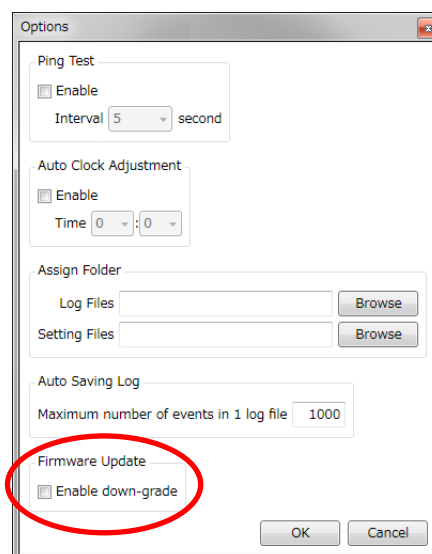 Options
Ping Test
Enable
Interval 5 second
Auto Clock Adjustment
Enable
Time 0 : 0
Assign Folder
Log Files Browse
Setting Files Browse
Auto Saving Log
Maximum number of events in 1 log file 1000
Firmware Update
Enable down-grade
OK Cancel